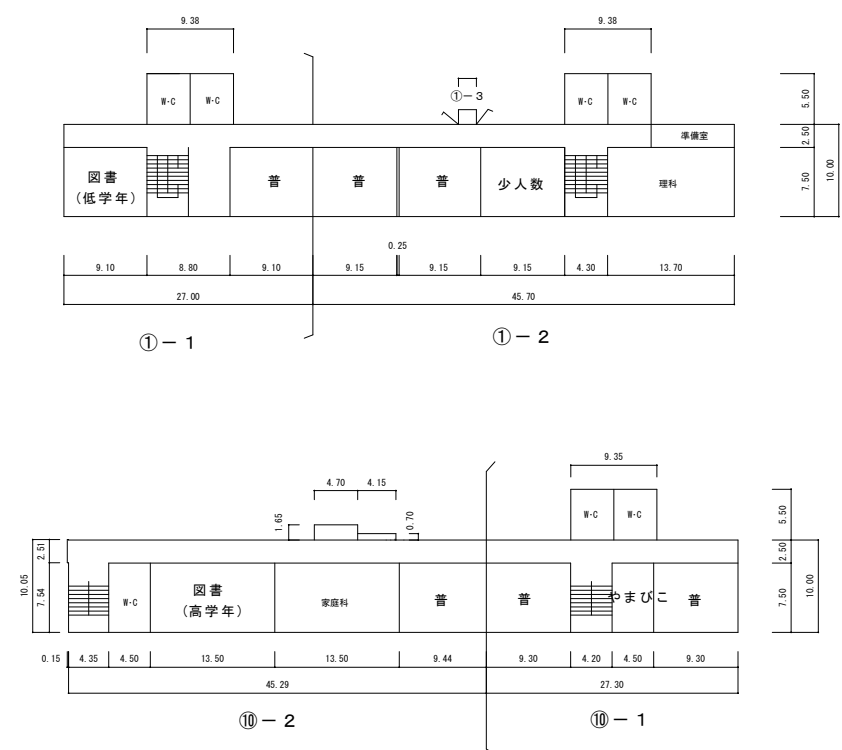 9.38
9.38
W·C
W·C
①－3
W·C
W·C
5.50
2.50
10.00
7.50
準備室
図書
(低学年)
普
普
普
少人数
理科
0.25
9.10
8.80
9.10
9.15
9.15
9.15
4.30
13.70
27.00
45.70
①－1
①－2
9.35
4.70
4.15
1.65
0.70
W·C
W·C
5.50
2.51
2.50
10.05
7.54
10.00
7.50
W·C
図書
(高学年)
家庭科
普
普
やまびこ
普
0.15
4.35
4.50
13.50
13.50
9.44
9.30
4.20
4.50
9.30
45.29
27.30
⑩－2
⑩－1